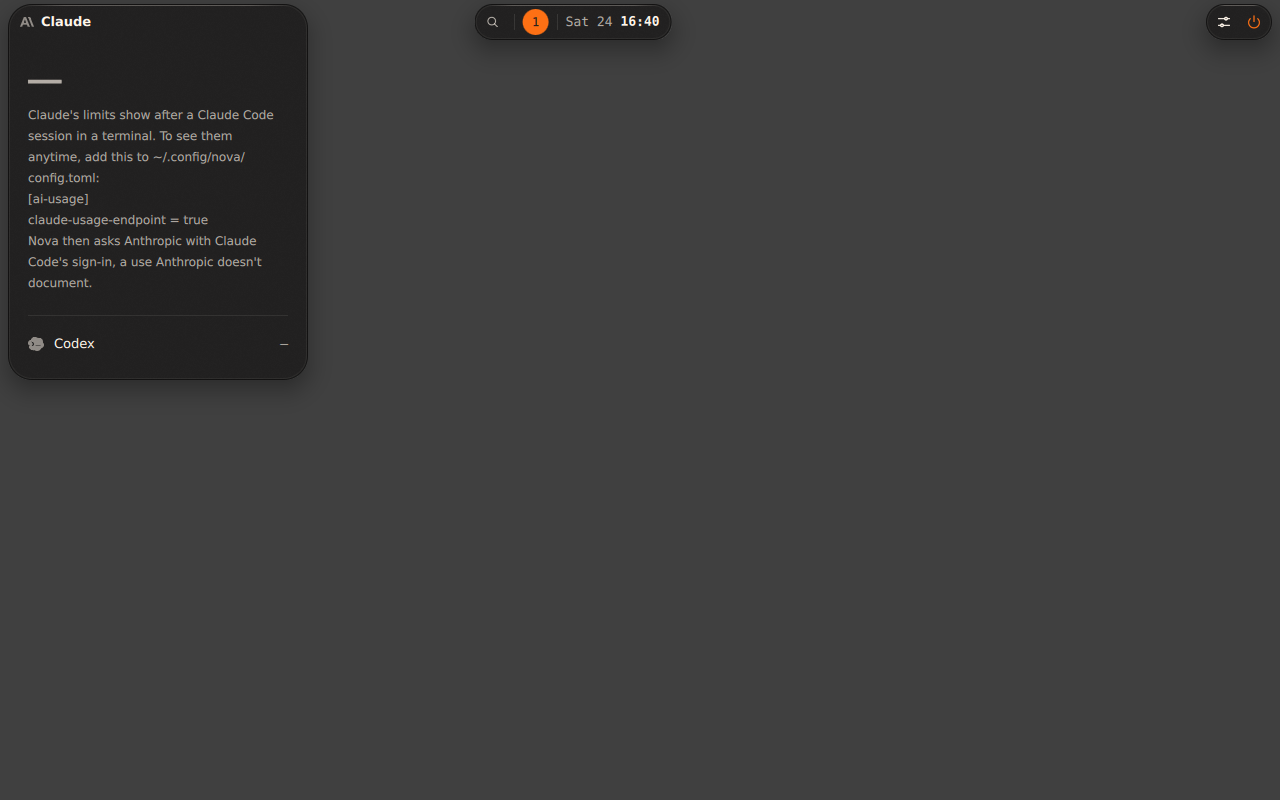 Claude
1
Sat 24 16:40
Claude's limits show after a Claude Code
session in a terminal. To see them
anytime, add this to ~/.config/nova/
config.toml:
[ai-usage]
claude-usage-endpoint = true
Nova then asks Anthropic with Claude
Code's sign-in, a use Anthropic doesn't
document.
Codex –